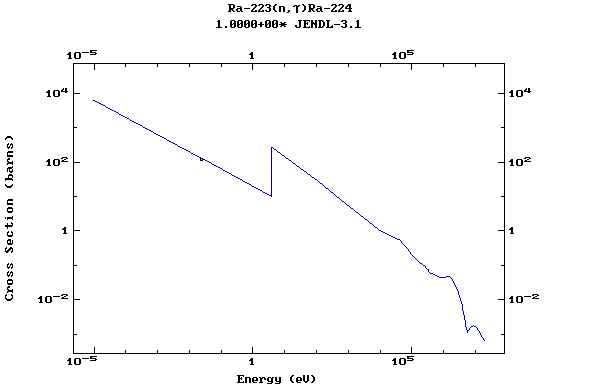 Ra-223(n,γ)Ra-224
1.0000+00* JENDL-3.1
10⁻⁵ 1 10⁵
10⁴ 10⁴
10² 10²
1 1
10⁻² 10⁻²
10⁻⁵ 1 10⁵
Cross Section (barns)
Energy (eV)